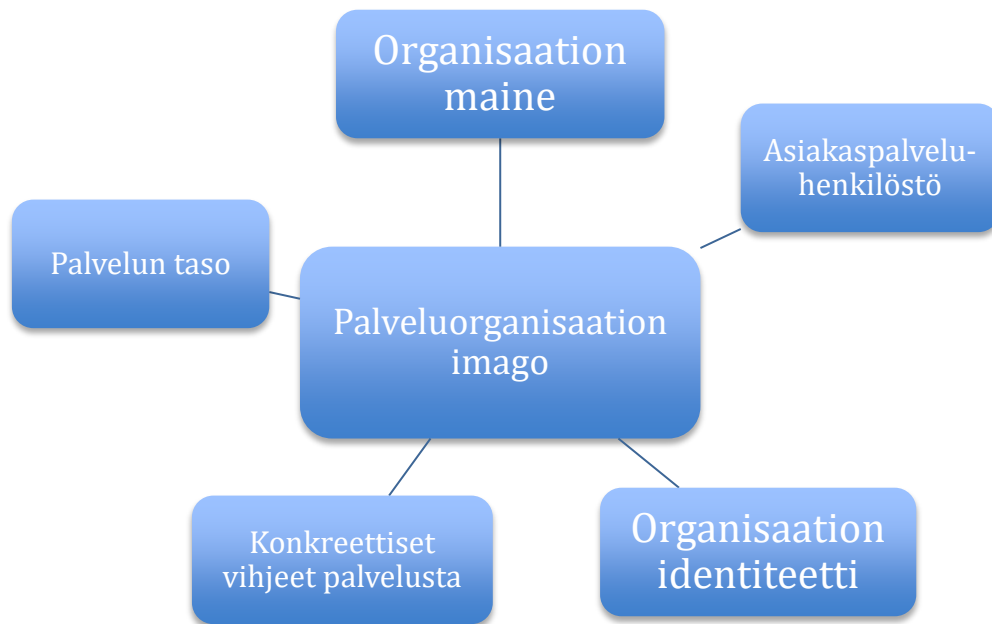 Organisaation
maine
Asiakaspalvelu-
henkilöstö
Palvelun taso
Palveluorganisaation
imago
Konkreettiset
vihjeet palvelusta
Organisaation
identiteetti